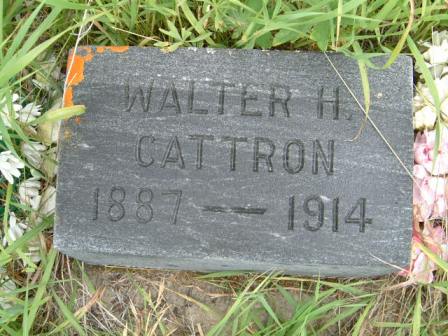 WALTER H.
CATTRON
1887 — 1914